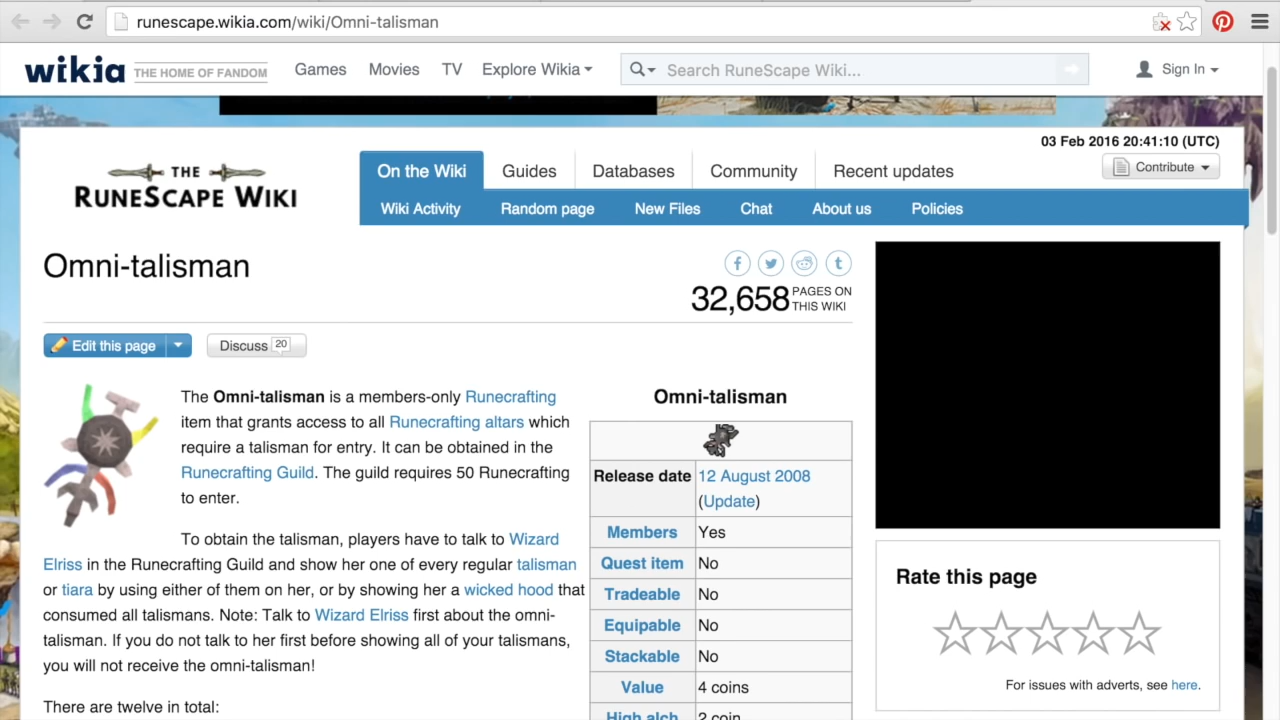 runescape.wikia.com/wiki/Omni-talisman
wikia THE HOME OF FANDOM Games Movies TV Explore Wikia Search RuneScape Wiki... Sign In
03 Feb 2016 20:41:10 (UTC)
THE
RUNESCAPE WIKI
On the Wiki Guides Databases Community Recent updates Contribute
Wiki Activity Random page New Files Chat About us Policies
Omni-talisman
32,658 PAGES ON
THIS WIKI
Edit this page Discuss 20
The Omni-talisman is a members-only Runecrafting
item that grants access to all Runecrafting altars which
require a talisman for entry. It can be obtained in the
Runecrafting Guild. The guild requires 50 Runecrafting
to enter.
To obtain the talisman, players have to talk to Wizard
Elriss in the Runecrafting Guild and show her one of every regular talisman
or tiara by using either of them on her, or by showing her a wicked hood that
consumed all talismans. Note: Talk to Wizard Elriss first about the omni-
talisman. If you do not talk to her first before showing all of your talismans,
you will not receive the omni-talisman!
There are twelve in total:
Omni-talisman
Release date 12 August 2008
(Update)
Members Yes
Quest item No
Tradeable No
Equipable No
Stackable No
Value 4 coins
High alch 2 coin
Rate this page
For issues with adverts, see here.